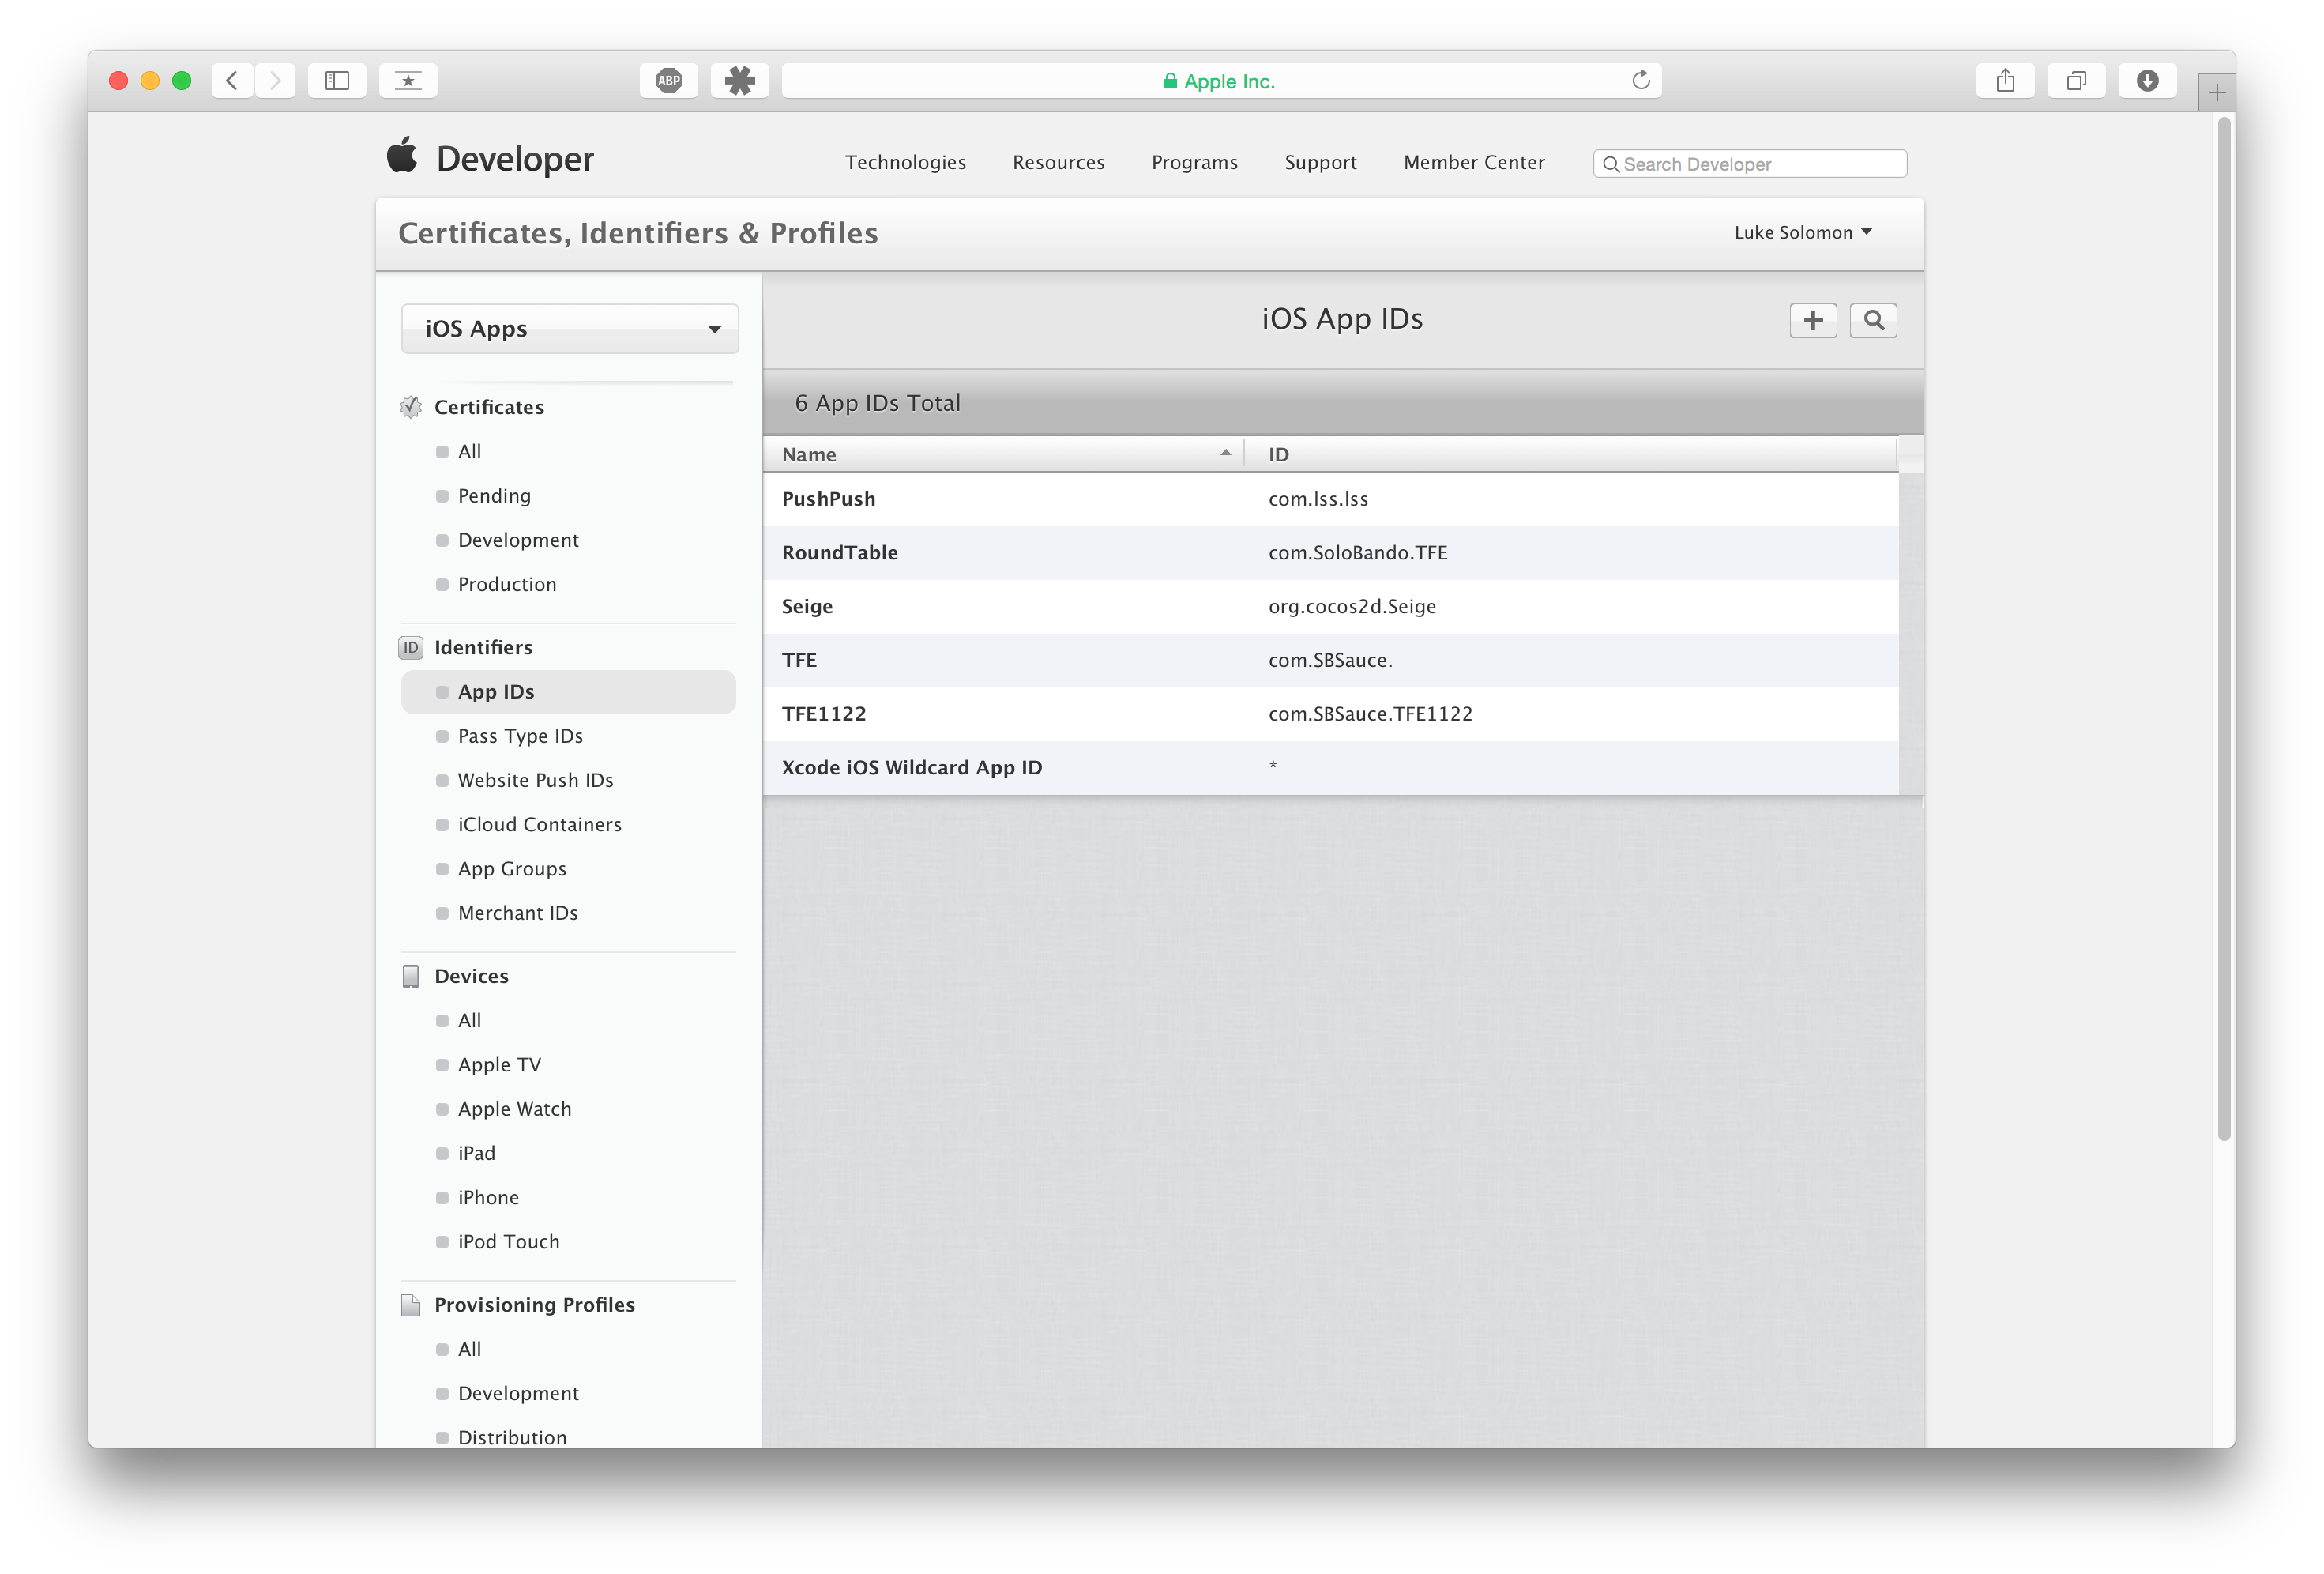 ABP
Apple Inc.
Developer
Technologies Resources Programs Support Member Center Search Developer
Certificates, Identifiers & Profiles
Luke Solomon
iOS Apps
Certificates
All
Pending
Development
Production
ID Identifiers
App IDs
Pass Type IDs
Website Push IDs
iCloud Containers
App Groups
Merchant IDs
Devices
All
Apple TV
Apple Watch
iPad
iPhone
iPod Touch
Provisioning Profiles
All
Development
Distribution
iOS App IDs
6 App IDs Total
Name ID
PushPush com.lss.lss
RoundTable com.SoloBando.TFE
Seige org.cocos2d.Seige
TFE com.SBSauce.
TFE1122 com.SBSauce.TFE1122
Xcode iOS Wildcard App ID *